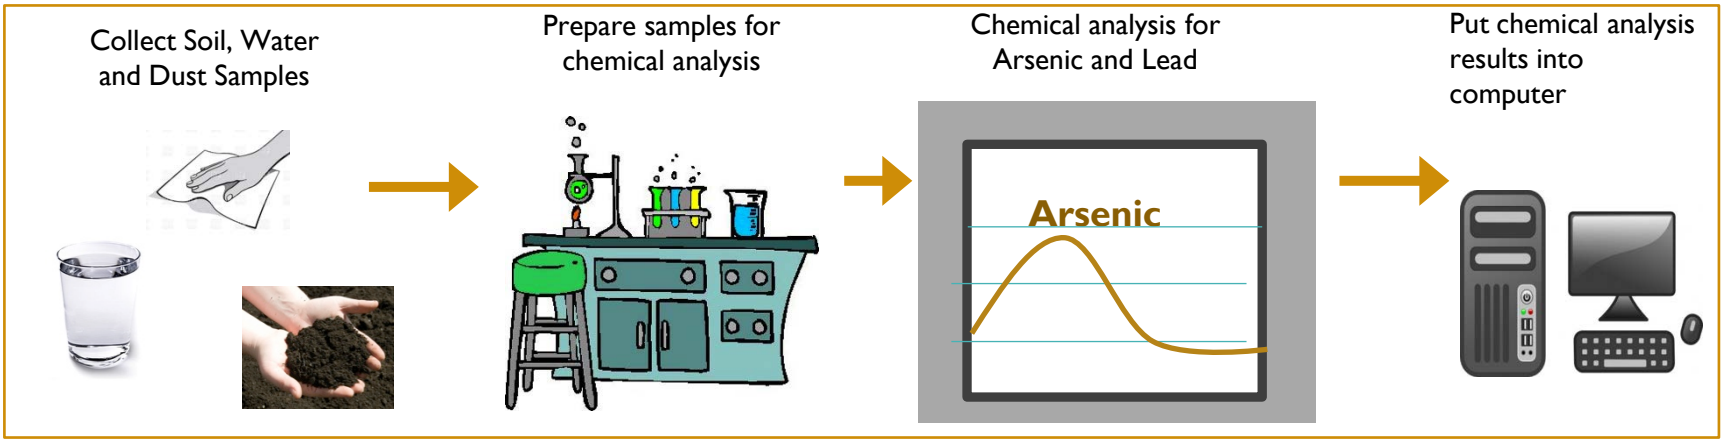 Collect Soil, Water
and Dust Samples
Prepare samples for
chemical analysis
Chemical analysis for
Arsenic and Lead
Arsenic
Put chemical analysis
results into
computer